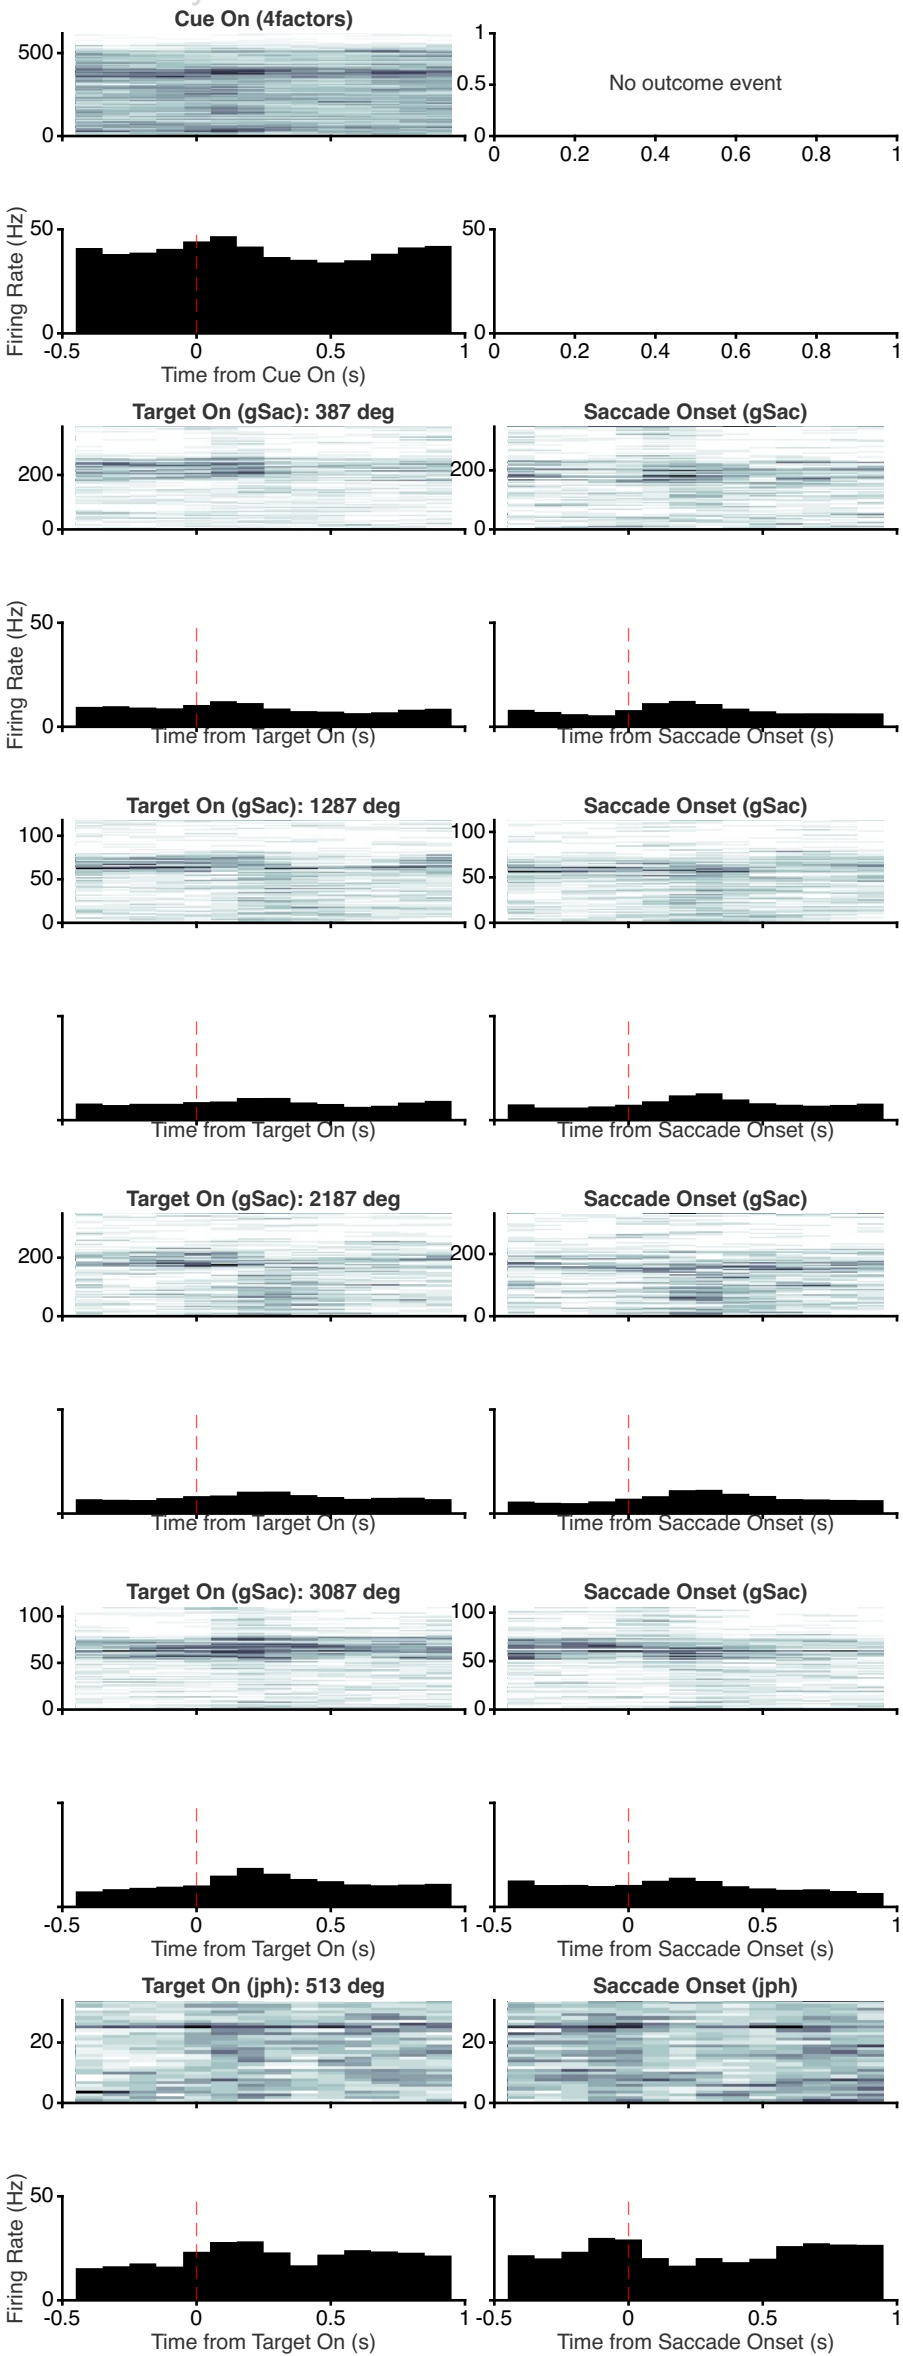 Cue On (4factors)
500
0
1
0.5
0
No outcome event
0 0.2 0.4 0.6 0.8 1
Firing Rate (Hz)
50
0
-0.5 0 0.5 1
Time from Cue On (s)
50
0
0 0.2 0.4 0.6 0.8 1
Target On (gSac): 387 deg
200
0
Saccade Onset (gSac)
200
0
Firing Rate (Hz)
50
0
Time from Target On (s)
Time from Saccade Onset (s)
Target On (gSac): 1287 deg
100
50
0
Saccade Onset (gSac)
100
50
0
Time from Target On (s)
Time from Saccade Onset (s)
Target On (gSac): 2187 deg
200
0
Saccade Onset (gSac)
200
0
Time from Target On (s)
Time from Saccade Onset (s)
Target On (gSac): 3087 deg
100
50
0
Saccade Onset (gSac)
100
50
0
-0.5 0 0.5 1
Time from Target On (s)
-0.5 0 0.5 1
Time from Saccade Onset (s)
Target On (jph): 513 deg
20
0
Saccade Onset (jph)
20
0
Firing Rate (Hz)
50
0
-0.5 0 0.5 1
Time from Target On (s)
-0.5 0 0.5 1
Time from Saccade Onset (s)